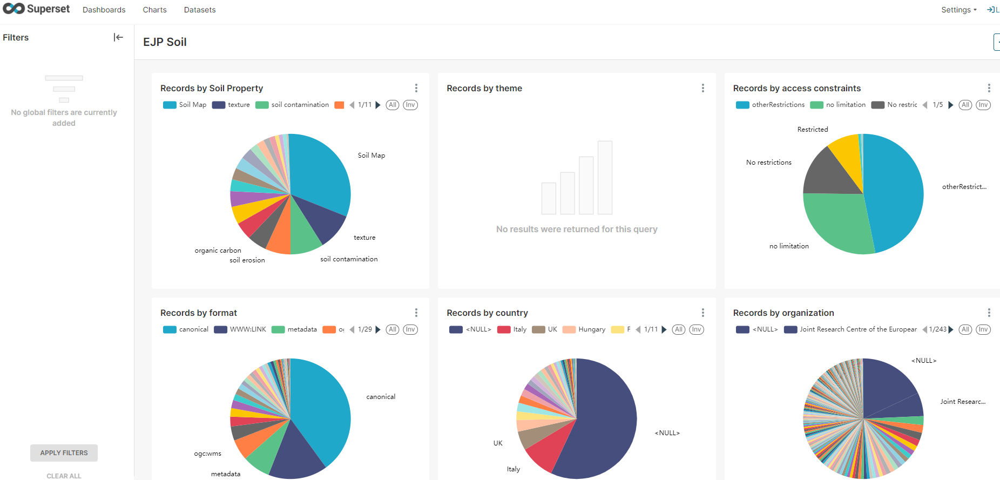 Superset
Dashboards
Charts
Datasets
Settings
L
Filters
No global filters are currently
added
APPLY FILTERS
CLEAR ALL
EJP Soil
Records by Soil Property
Soil Map
texture
soil contamination
1/11
All
Inv
Soil Map
texture
soil contamination
soil erosion
organic carbon
Records by theme
No results were returned for this query
Records by access constraints
otherRestrictions
no limitation
No restric
1/5
All
Inv
Restricted
No restrictions
otherRestrict...
no limitation
Records by format
canonical
WWW:LINK
metadata
1/29
All
Inv
canonical
ogc:wms
metadata
Records by country
<NULL>
Italy
UK
Hungary
F
1/11
All
Inv
<NULL>
UK
Italy
Records by organization
<NULL>
Joint Research Centre of the European
1/243
All
Inv
<NULL>
Joint Researc...